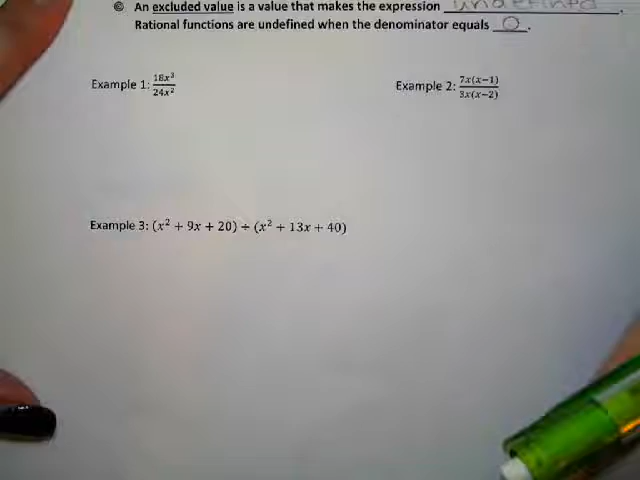 © An excluded value is a value that makes the expression undefined.
Rational functions are undefined when the denominator equals 0.
Example 1: 18x³/24x²
Example 2: 7x(x−1)/3x(x−2)
Example 3: (x² + 9x + 20) ÷ (x² + 13x + 40)